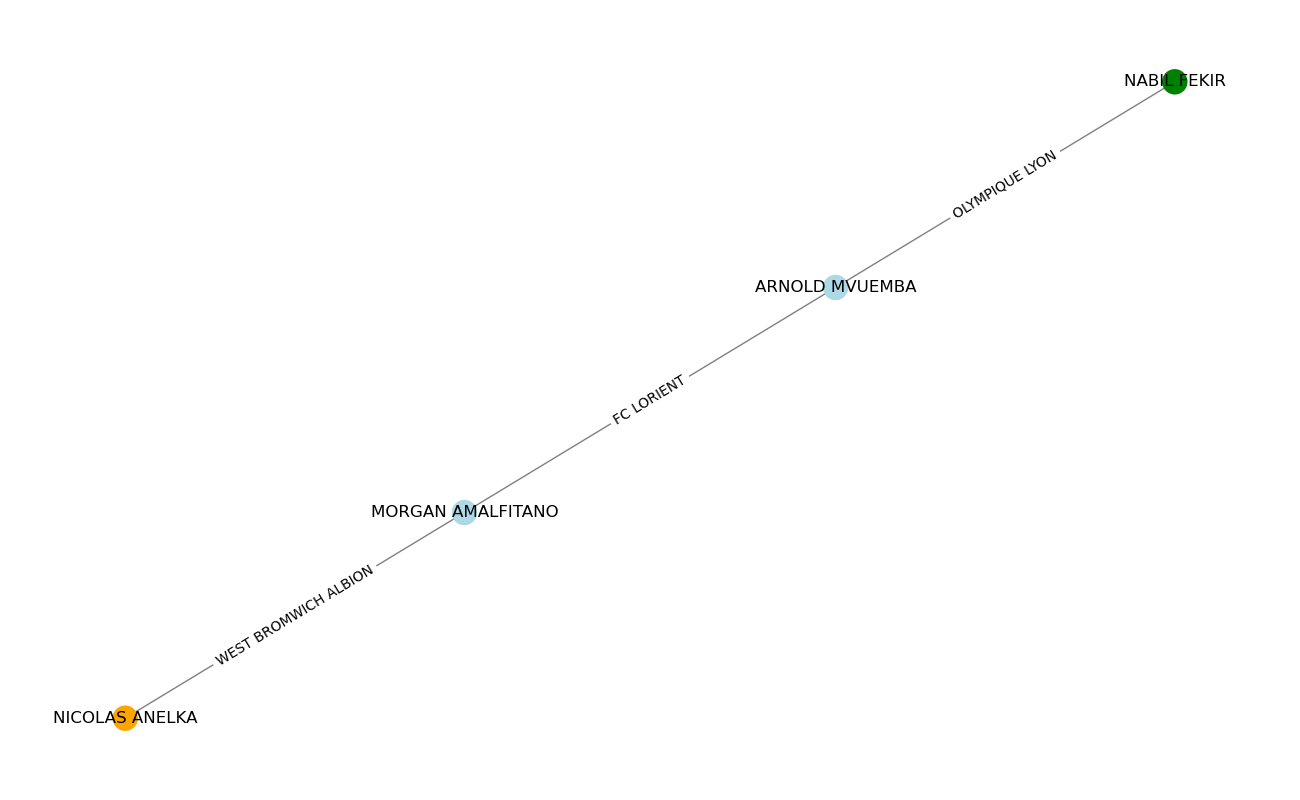 NABIL FEKIR
OLYMPIQUE LYON
ARNOLD MVUEMBA
FC LORIENT
MORGAN AMALFITANO
WEST BROMWICH ALBION
NICOLAS ANELKA